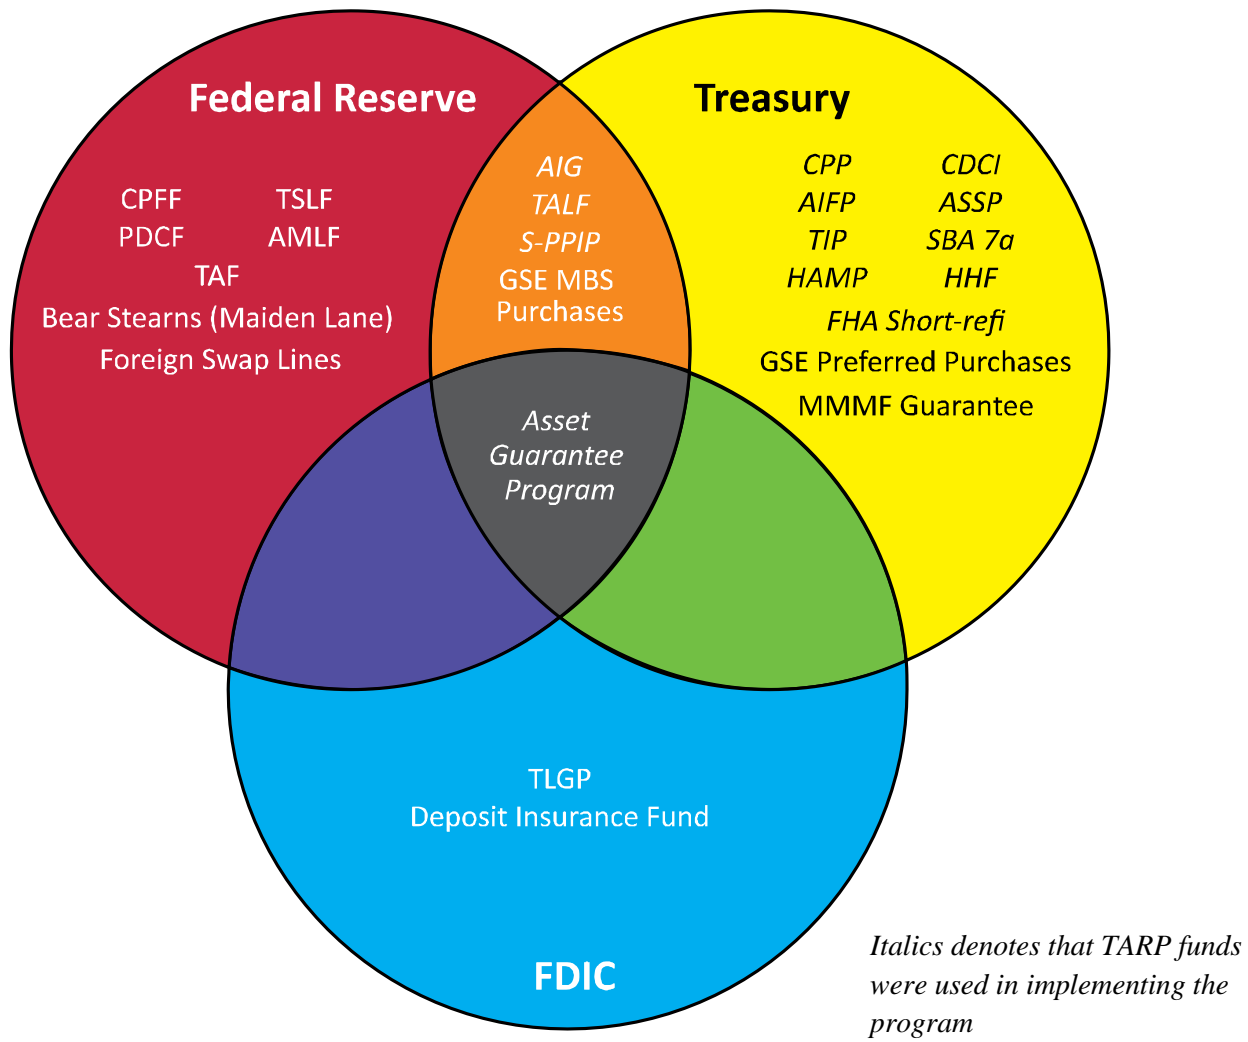 Federal Reserve
CPFF TSLF
PDCF AMLF
TAF
Bear Stearns (Maiden Lane)
Foreign Swap Lines
AIG
TALF
S-PPIP
GSE MBS
Purchases
Treasury
CPP CDCI
AIFP ASSP
TIP SBA 7a
HAMP HHF
FHA Short-refi
GSE Preferred Purchases
MMMF Guarantee
Asset
Guarantee
Program
TLGP
Deposit Insurance Fund
FDIC
Italics denotes that TARP funds
were used in implementing the
program